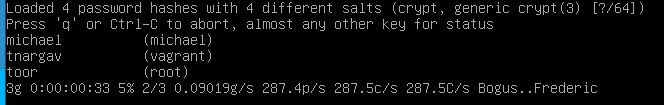 Loaded 4 password hashes with 4 different salts (crypt, generic crypt(3) [?/64])
Press 'q' or Ctrl-C to abort, almost any other key for status
michael          (michael)
tnargav          (vagrant)
toor             (root)
3g 0:00:00:33 5% 2/3 0.09019g/s 287.4p/s 287.5c/s 287.5C/s Bogus..Frederic